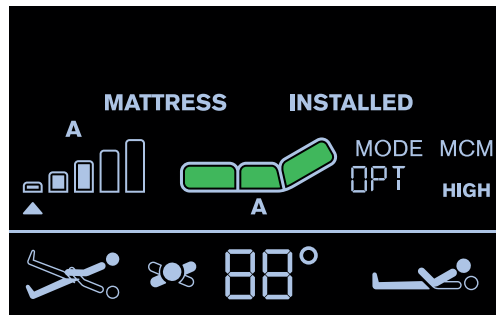 MATTRESS INSTALLED
A
MODE MCM
OPT
HIGH
A
88°